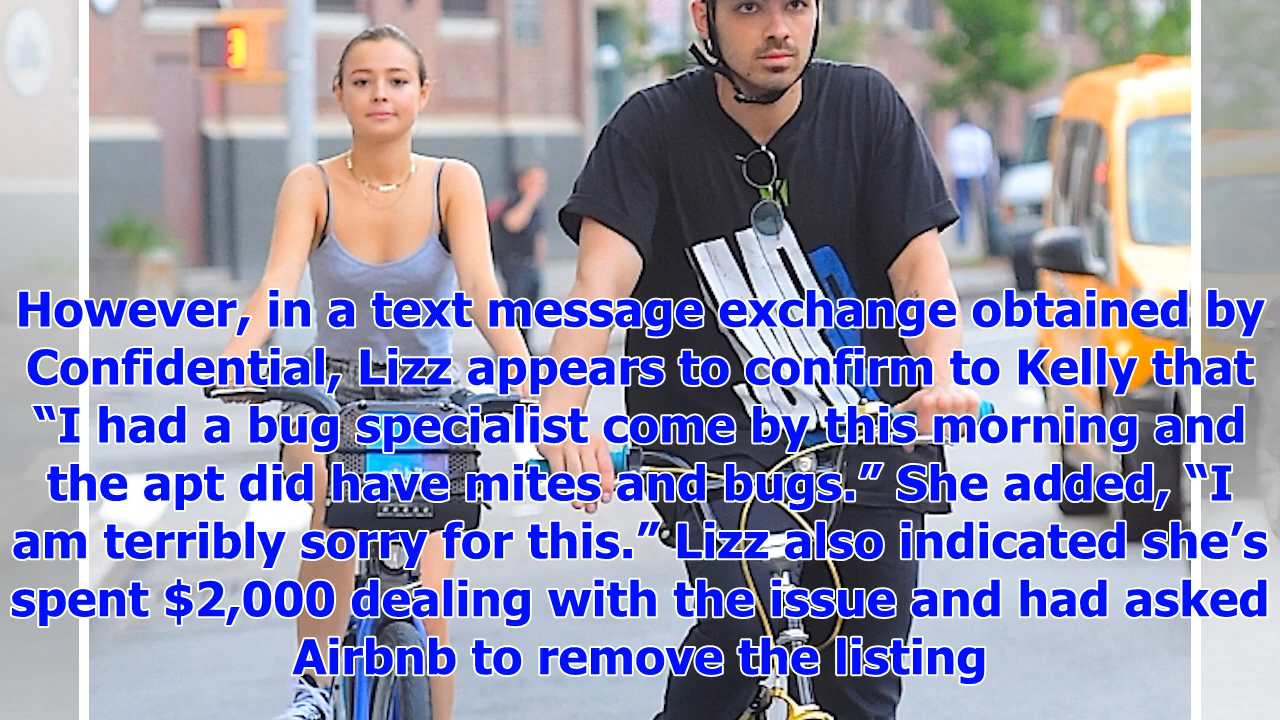 However, in a text message exchange obtained by
Confidential, Lizz appears to confirm to Kelly that
“I had a bug specialist come by this morning and
the apt did have mites and bugs.” She added, “I
am terribly sorry for this.” Lizz also indicated she’s
spent $2,000 dealing with the issue and had asked
Airbnb to remove the listing